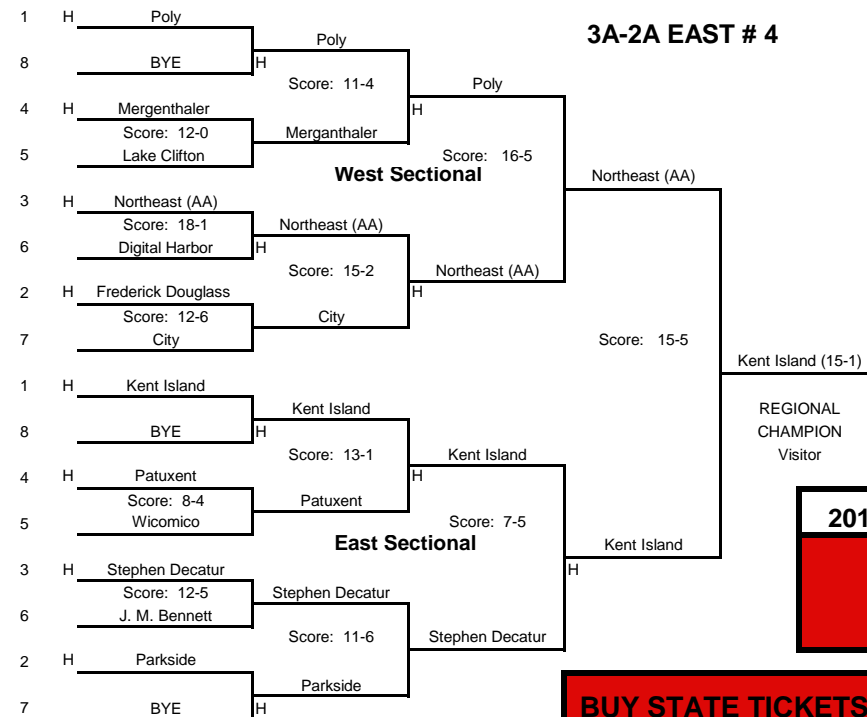 1 H Poly
3A-2A EAST # 4
Poly
8 BYE H
Score: 11-4
Poly
4 H Mergenthaler H
Score: 12-0
Merganthaler
5 Lake Clifton
Score: 16-5
West Sectional
Northeast (AA)
3 H Northeast (AA)
Score: 18-1
Northeast (AA)
6 Digital Harbor H
Score: 15-2
Northeast (AA)
2 H Frederick Douglass H
Score: 12-6
City
7 City
Score: 15-5
Kent Island (15-1)
1 H Kent Island
Kent Island
REGIONAL
8 BYE H
CHAMPION
Score: 13-1
Kent Island
Visitor
4 H Patuxent H
Score: 8-4
Patuxent
5 Wicomico
Score: 7-5
201
East Sectional
Kent Island
3 H Stephen Decatur H
Score: 12-5
Stephen Decatur
6 J. M. Bennett
Score: 11-6
Stephen Decatur
2 H Parkside
Parkside
7 BYE H
BUY STATE TICKETS